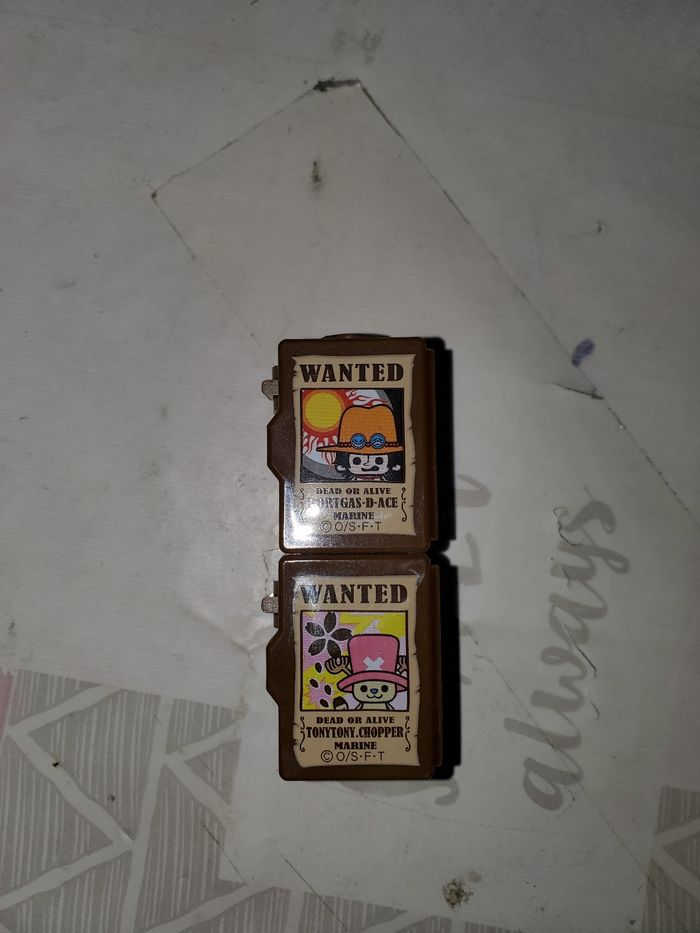 WANTED
DEAD OR ALIVE
PORTGAS·D·ACE
MARINE
©O/S·F·T
WANTED
DEAD OR ALIVE
TONYTONY.CHOPPER
MARINE
©O/S·F·T
always